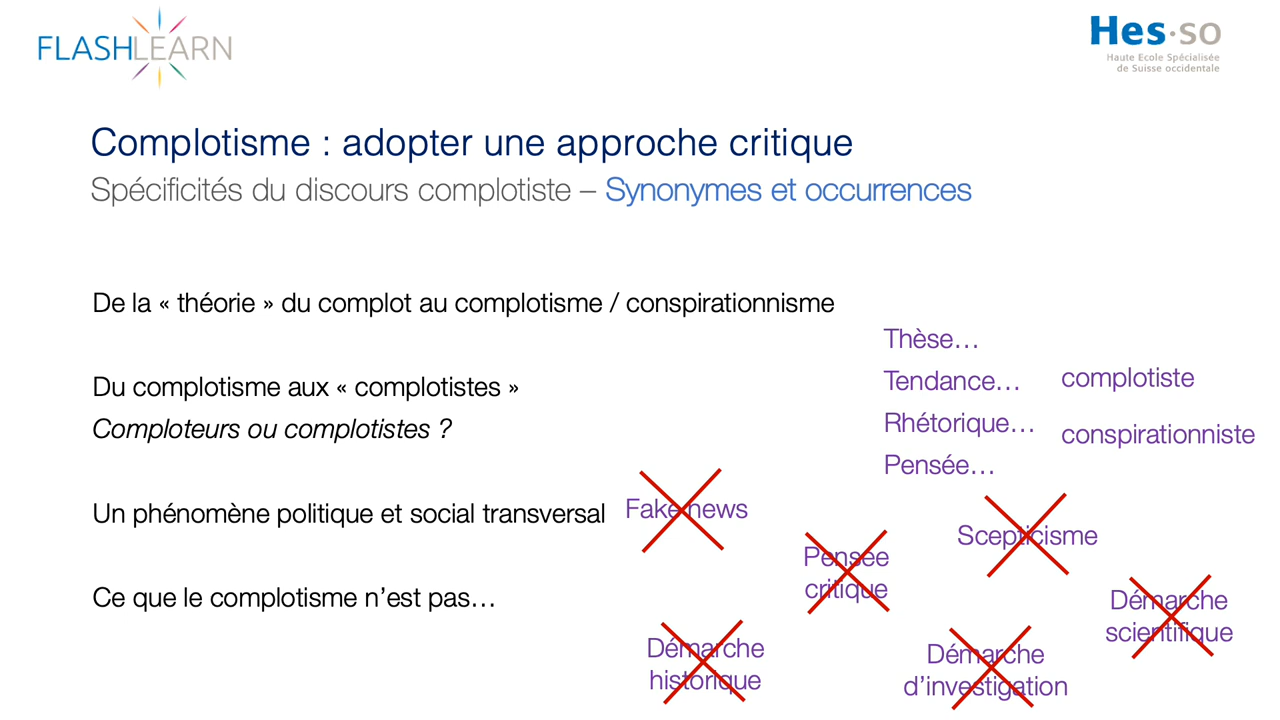 FLASHLEARN
Hes·so
Haute Ecole Spécialisée
de Suisse occidentale
Complotisme : adopter une approche critique
Spécificités du discours complotiste – Synonymes et occurrences
De la « théorie » du complot au complotisme / conspirationnisme
Thèse…
Tendance…
Rhétorique…
Pensée…
complotiste
conspirationniste
Du complotisme aux « complotistes »
Comploteurs ou complotistes ?
Un phénomène politique et social transversal
Ce que le complotisme n’est pas…
Fake news
Pensée
critique
Scepticisme
Démarche
scientifique
Démarche
historique
Démarche
d’investigation